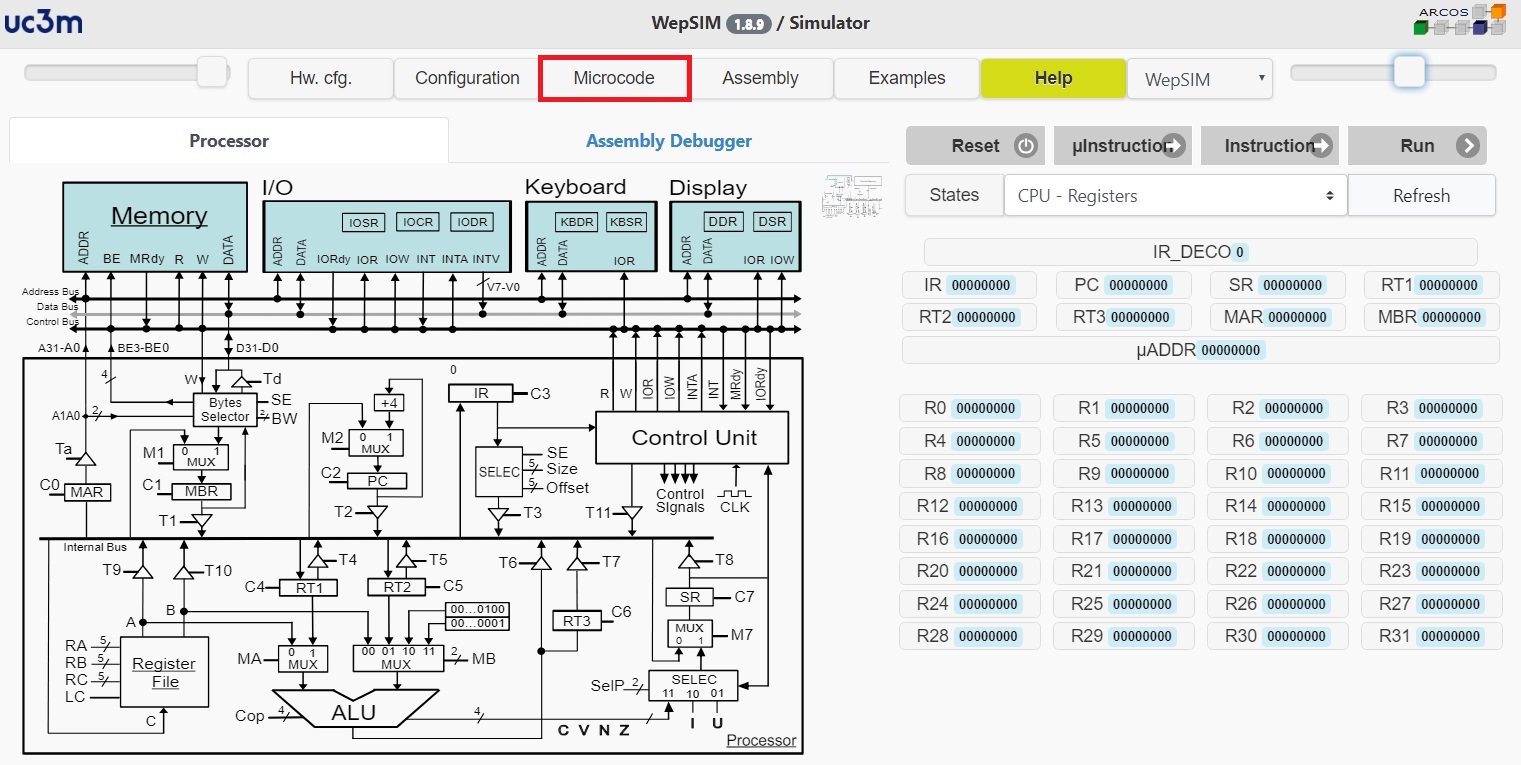 uc3m
WepSIM 1.8.9 / Simulator
ARCOS
Hw. cfg. Configuration Microcode Assembly Examples Help WepSIM
Processor Assembly Debugger
Reset µInstruction Instruction Run
States CPU - Registers Refresh
IR_DECO 0
IR 00000000 PC 00000000 SR 00000000 RT1 00000000
RT2 00000000 RT3 00000000 MAR 00000000 MBR 00000000
µADDR 00000000
R0 00000000 R1 00000000 R2 00000000 R3 00000000
R4 00000000 R5 00000000 R6 00000000 R7 00000000
R8 00000000 R9 00000000 R10 00000000 R11 00000000
R12 00000000 R13 00000000 R14 00000000 R15 00000000
R16 00000000 R17 00000000 R18 00000000 R19 00000000
R20 00000000 R21 00000000 R22 00000000 R23 00000000
R24 00000000 R25 00000000 R26 00000000 R27 00000000
R28 00000000 R29 00000000 R30 00000000 R31 00000000
I/O Keyboard Display
Memory
IOSR IOCR IODR KBDR KBSR DDR DSR
ADDR BE MRdy R W DATA
ADDR DATA IORdy IOR IOW INT INTA INTV
ADDR DATA IOR
ADDR DATA IOR IOW
V7-V0
Address Bus
Data Bus
Control Bus
A31-A0 BE3-BE0 D31-D0
4 W Td
0
R W IOR IOW INTA INT MRdy IORdy
A1A0 2 Bytes Selector SE
2 BW
+4
IR C3
M2 0 1 MUX
Control Unit
Ta M1 0 1 MUX
SELEC SE
5 Size
5 Offset
C0 MAR C1 MBR C2 PC
Control SIgnals CLK
T1 T2 T3 T11
Internal Bus
T9 T10 T4 T5 T6 T7 T8
C4 RT1 RT2 C5
B
A
00...0100
00...0001
RT3 C6
SR C7
MUX 0 1 M7
RA 5
RB 5
RC 5
LC
Register File
C
MA 0 1 MUX
00 01 10 11 MUX 2 MB
SelP 2 SELEC
11 10 01
I U
Cop 4 ALU 4
C V N Z
Processor